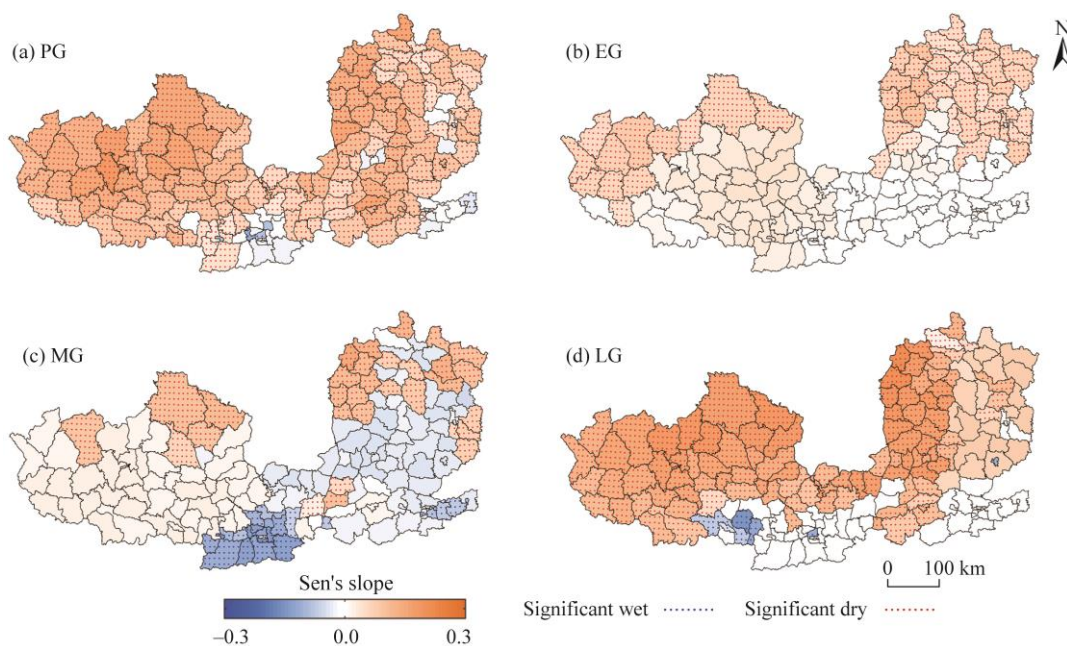 (a) PG
(b) EG
N
(c) MG
(d) LG
Sen's slope
−0.3 0.0 0.3
0 100 km
Significant wet Significant dry